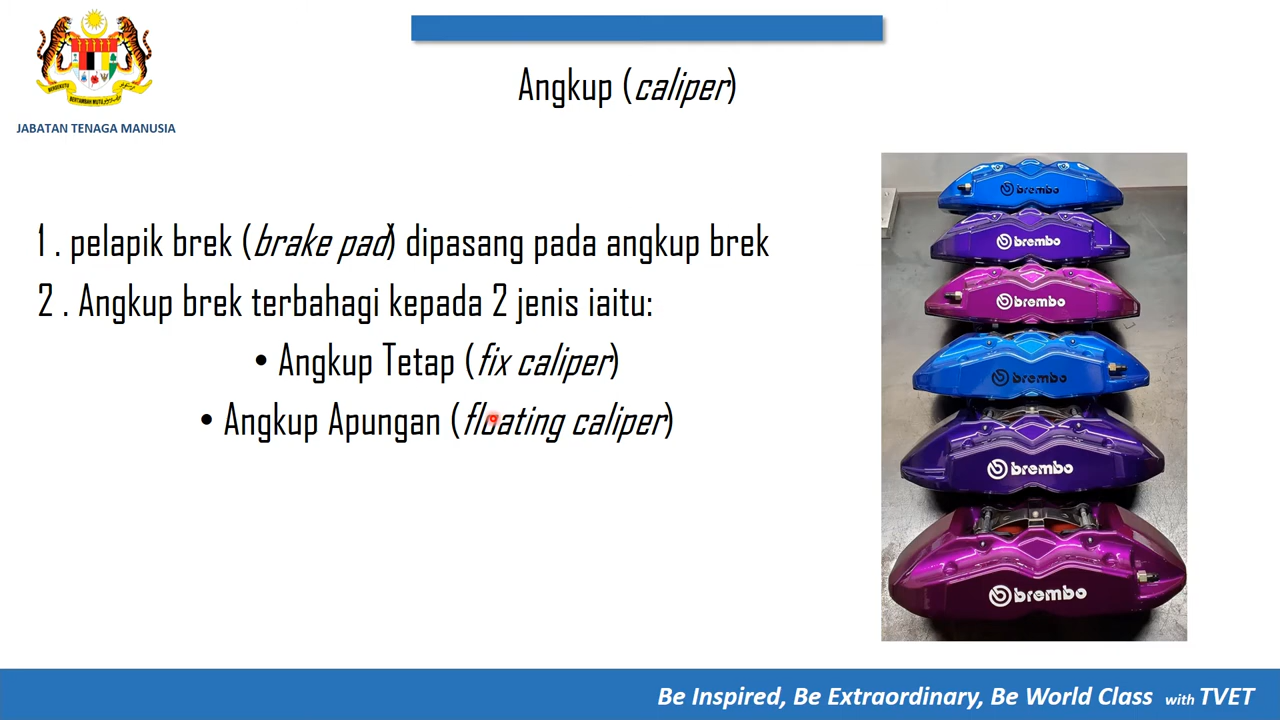 JABATAN TENAGA MANUSIA
Angkup (caliper)
1 . pelapik brek (brake pad) dipasang pada angkup brek
2 . Angkup brek terbahagi kepada 2 jenis iaitu:
• Angkup Tetap (fix caliper)
• Angkup Apungan (floating caliper)
brembo
brembo
brembo
brembo
brembo
brembo
Be Inspired, Be Extraordinary, Be World Class with TVET